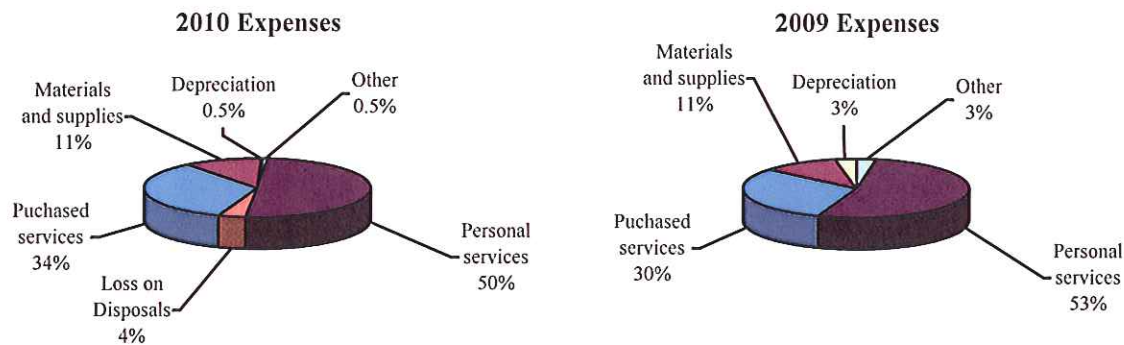 2010 Expenses
Materials
and supplies
11%
Depreciation
0.5%
Other
0.5%
Puchased
services
34%
Loss on
Disposals
4%
Personal
services
50%
2009 Expenses
Materials
and supplies
11%
Depreciation
3%
Other
3%
Puchased
services
30%
Personal
services
53%